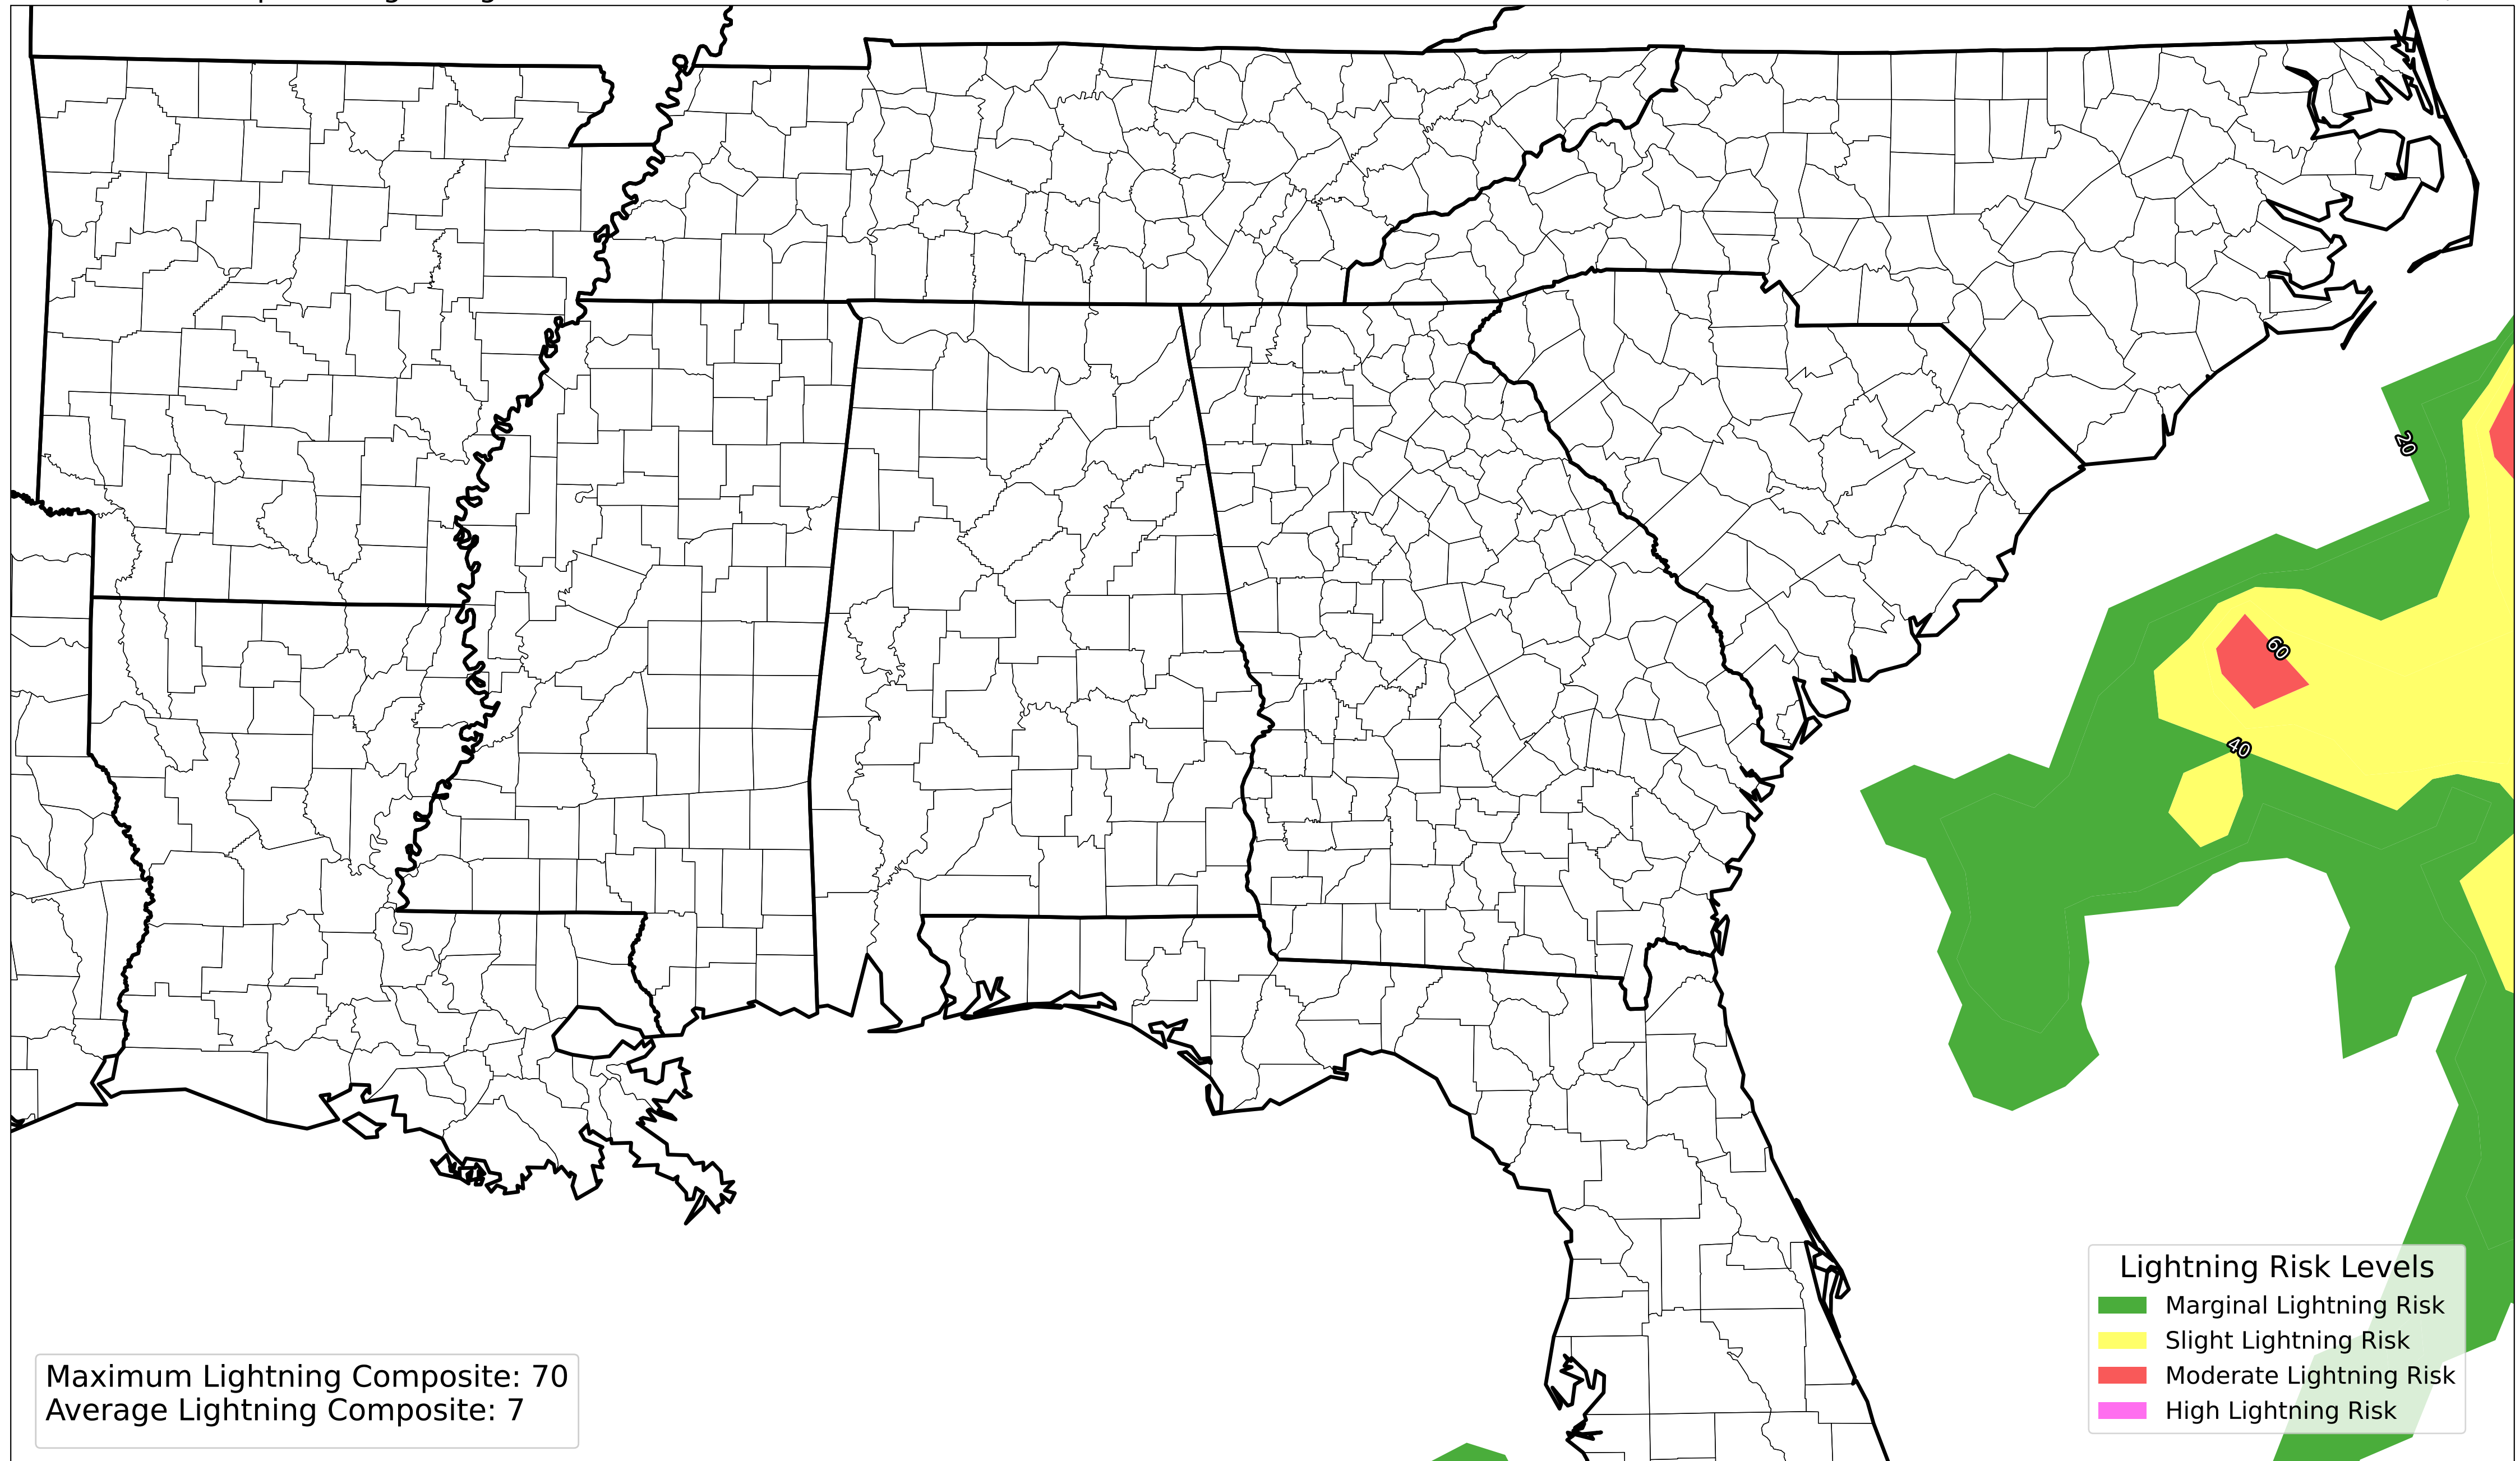 20
60
40
Lightning Risk Levels
Marginal Lightning Risk
Slight Lightning Risk
Moderate Lightning Risk
High Lightning Risk
Maximum Lightning Composite: 70
Average Lightning Composite: 7